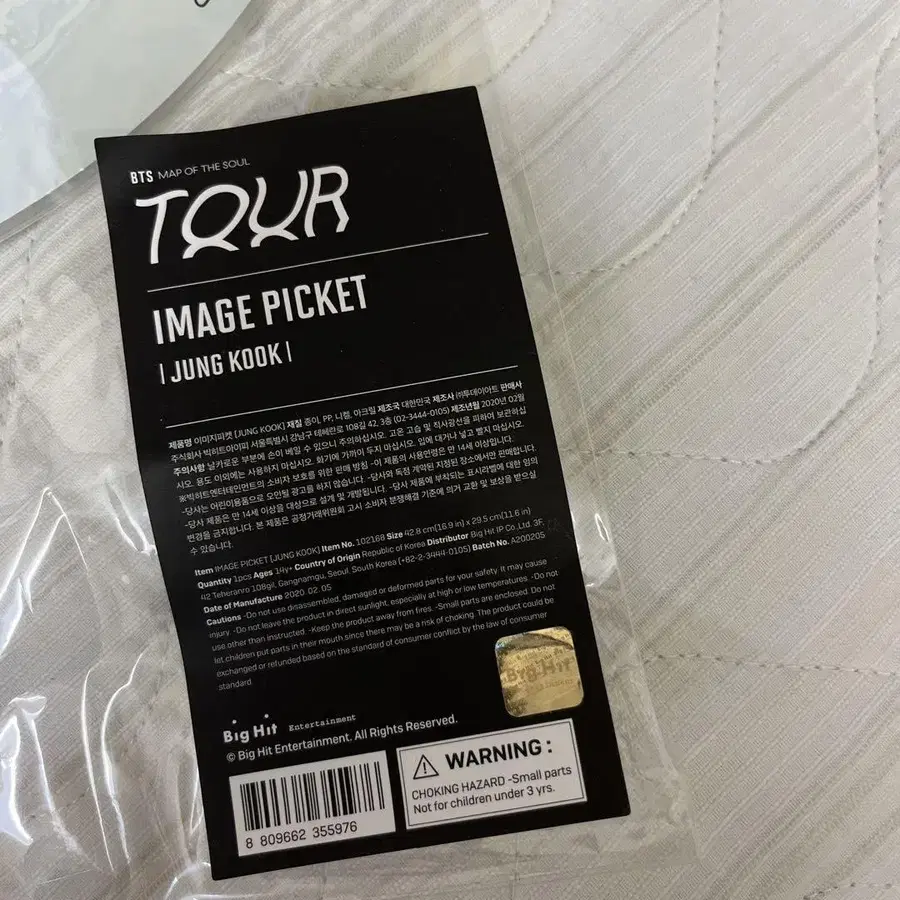 BTS MAP OF THE SOUL
TOUR
IMAGE PICKET
| JUNG KOOK |
제품명 이미지피켓 [JUNG KOOK] 재질 종이, PP, 니켈, 아크릴 제조국 대한민국 제조사 ㈜투데이아트 판매사
주식회사 빅히트아이피 서울특별시 강남구 테헤란로 108길 42, 3층 (02-3444-0105) 제조년월 2020년 02월
주의사항 날카로운 부분에 손이 베일 수 있으니 주의하십시오. 고온 고습 및 직사광선을 피하여 보관하십
시오. 용도 이외에는 사용하지 마십시오. 화기에 가까이 두지 마십시오. 입에 대거나 넣고 빨지 마십시오.
※빅히트엔터테인먼트의 소비자 보호를 위한 판매 방침 -이 제품의 사용연령은 만 14세 이상입니다.
-당사는 어린이용품으로 오인될 광고를 하지 않습니다. -당사와 독점 계약된 지정된 장소에서만 판매합니다.
-당사 제품은 만 14세 이상을 대상으로 설계 및 개발됩니다. -당사 제품에 부착되는 표시라벨에 대한 임의
변경을 금지합니다. 본 제품은 공정거래위원회 고시 소비자 분쟁해결 기준에 의거 교환 및 보상을 받으실
수 있습니다.
Item IMAGE PICKET [JUNG KOOK] Item No. 102168 Size 42.8 cm(16.9 in) x 29.5 cm(11.6 in)
Quantity 1pcs Ages 14y+ Country of Origin Republic of Korea Distributor Big Hit IP Co.,Ltd. 3F,
42 Teheranro 108gil, Gangnamgu, Seoul, South Korea (+82-2-3444-0105) Batch No. A200205
Date of Manufacture 2020. 02. 05
Cautions -Do not use disassembled, damaged or deformed parts for your safety. it may cause
injury -Do not leave the product in direct sunlight, especially at high or low temperatures. -Do not
use other than instructed. -Keep the product away from fires. -Small parts are enclosed. Do not
let children put parts in their mouth since there may be a risk of choking. The product could be
exchanged or refunded based on the standard of consumer conflict by the law of consumer
standard
Big Hit
Big Hit Entertainment
© Big Hit Entertainment. All Rights Reserved.
WARNING :
CHOKING HAZARD -Small parts
Not for children under 3 yrs.
8 809662 355976